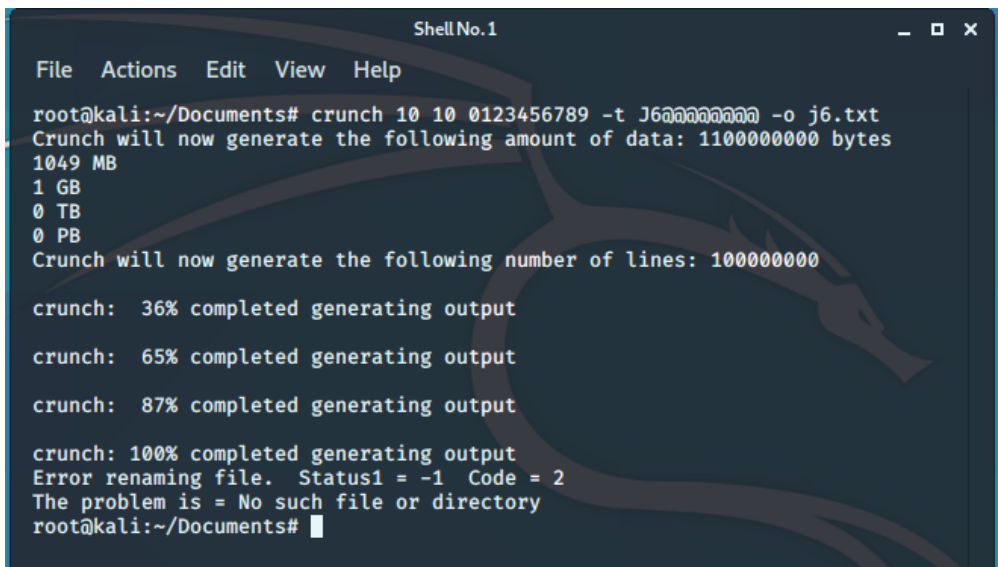 Shell No. 1
File Actions Edit View Help
root@kali:~/Documents# crunch 10 10 0123456789 -t J6@@@@@@@@ -o j6.txt
Crunch will now generate the following amount of data: 1100000000 bytes
1049 MB
1 GB
0 TB
0 PB
Crunch will now generate the following number of lines: 100000000
crunch:  36% completed generating output
crunch:  65% completed generating output
crunch:  87% completed generating output
crunch: 100% completed generating output
Error renaming file.  Status1 = -1  Code = 2
The problem is = No such file or directory
root@kali:~/Documents#